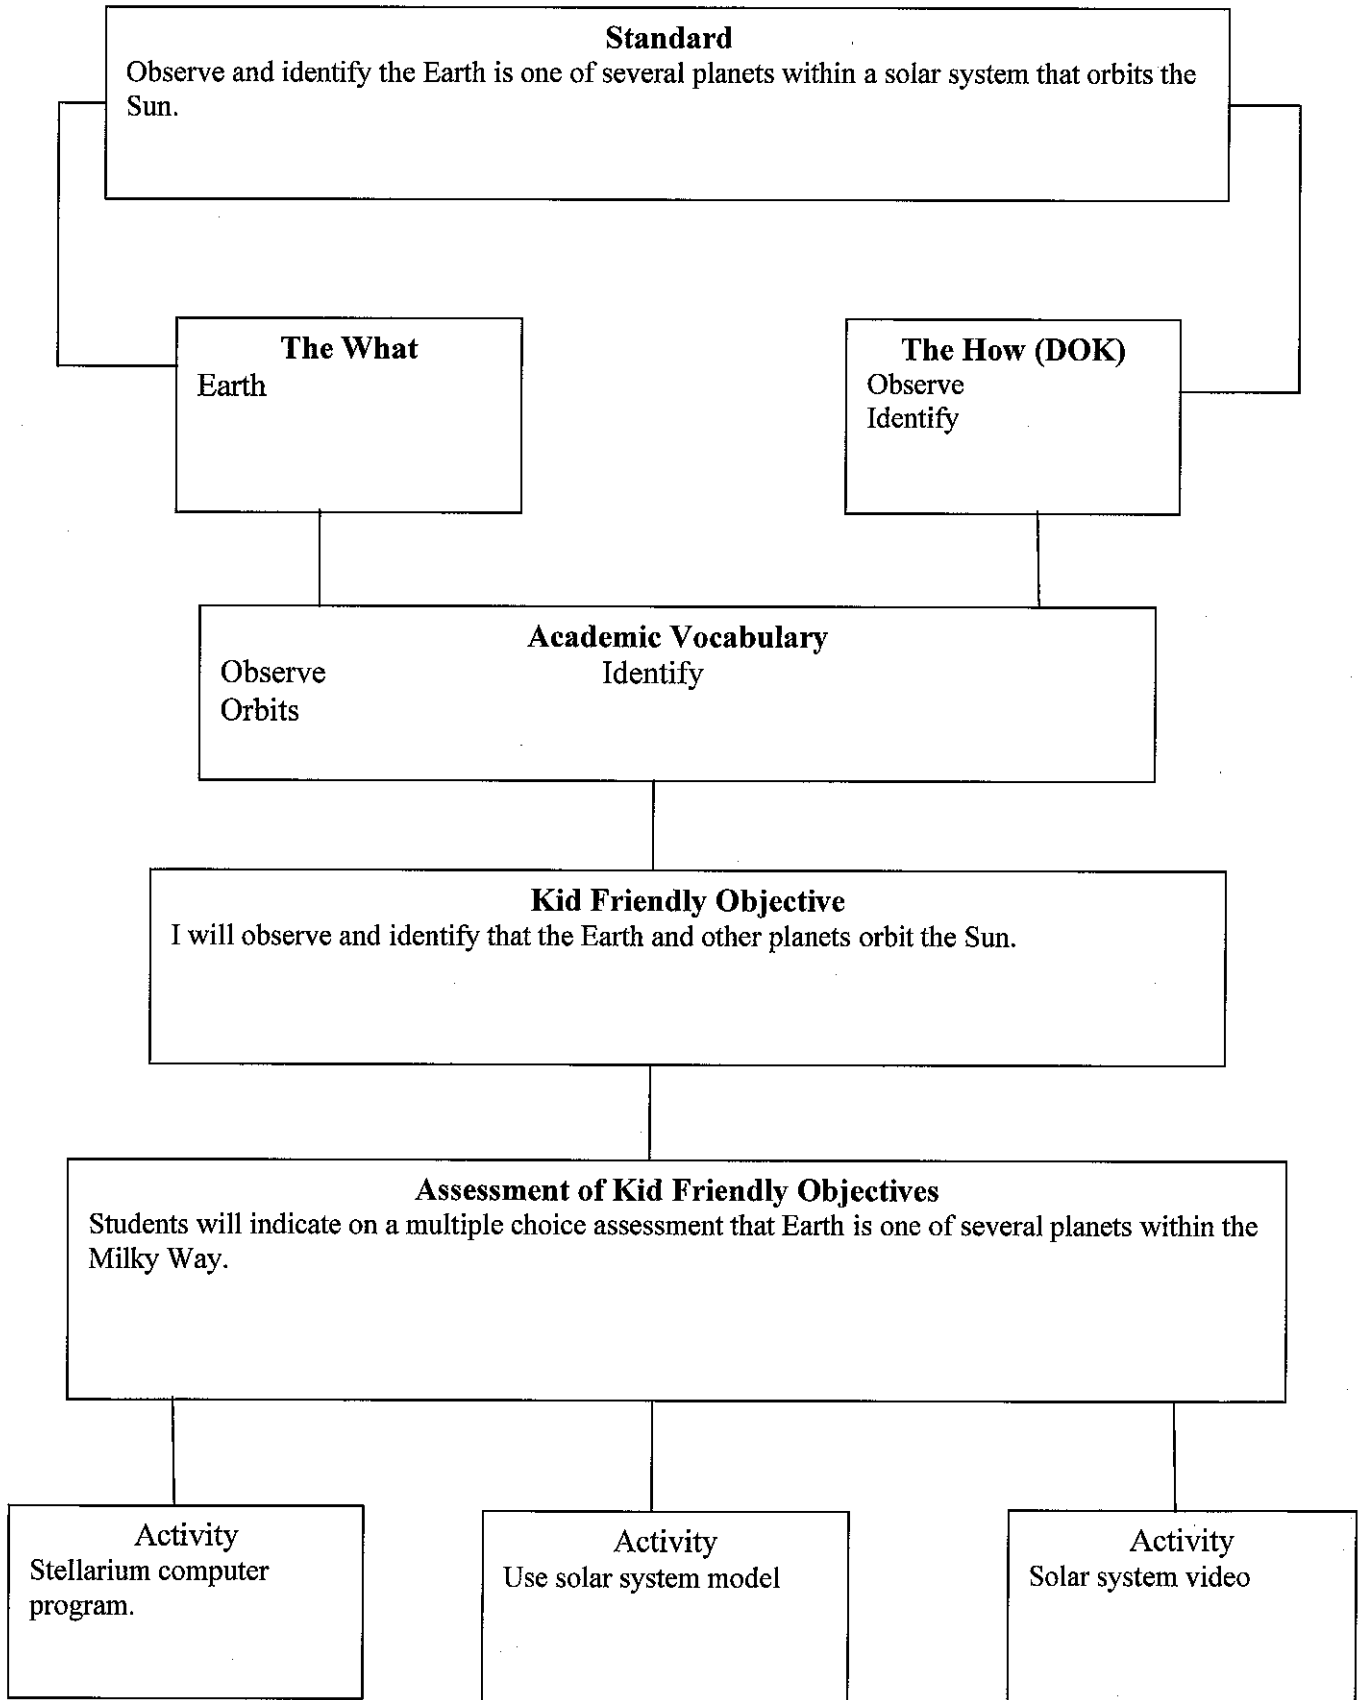 Standard
Observe and identify the Earth is one of several planets within a solar system that orbits the
Sun.
The What
Earth
The How (DOK)
Observe
Identify
Academic Vocabulary
Observe Identify
Orbits
Kid Friendly Objective
I will observe and identify that the Earth and other planets orbit the Sun.
Assessment of Kid Friendly Objectives
Students will indicate on a multiple choice assessment that Earth is one of several planets within the
Milky Way.
Activity
Stellarium computer
program.
Activity
Use solar system model
Activity
Solar system video